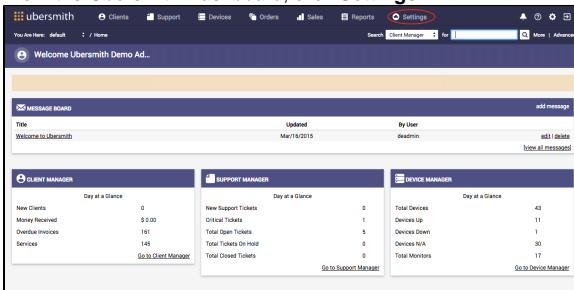 ubersmith Clients Support Devices Orders Sales Reports Settings
You Are Here: default / Home Search Client Manager for More | Advance
Welcome Ubersmith Demo Ad...
MESSAGE BOARD add message
Title Updated By User
Welcome to Ubersmith Mar/16/2015 deadmin edit | delete
[view all messages]
CLIENT MANAGER
Day at a Glance
New Clients 0
Money Received $ 0.00
Overdue Invoices 161
Services 145
Go to Client Manager
SUPPORT MANAGER
Day at a Glance
New Support Tickets 0
Critical Tickets 1
Total Open Tickets 5
Total Tickets On Hold 0
Total Closed Tickets 0
Go to Support Manager
DEVICE MANAGER
Day at a Glance
Total Devices 43
Devices Up 11
Devices Down 1
Devices N/A 30
Total Monitors 17
Go to Device Manager